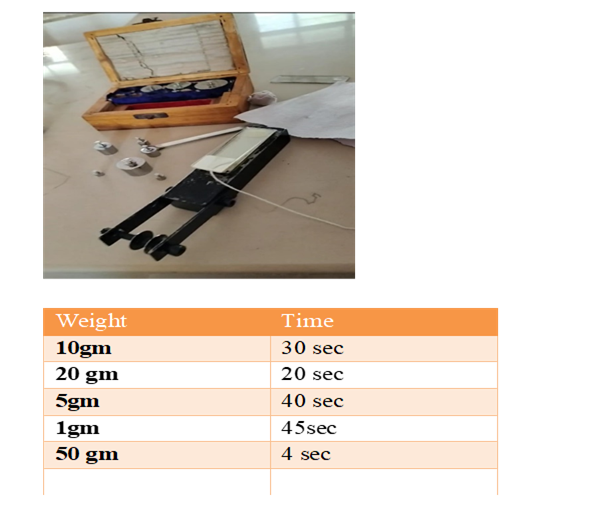 Weight Time
10gm 30 sec
20 gm 20 sec
5gm 40 sec
1gm 45sec
50 gm 4 sec